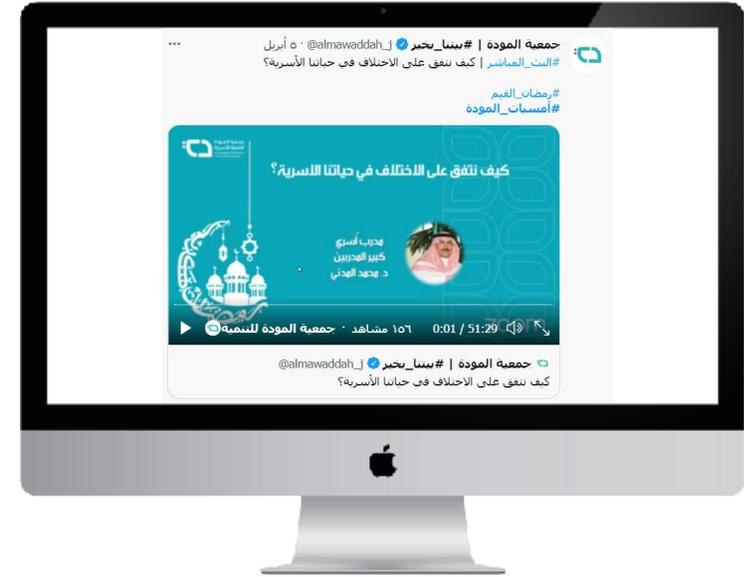 جمعية المودة | #بيتنا_بخير @almawaddah_j · ٥ أبريل
#البث_المباشر | كيف نتفق على الاختلاف في حياتنا الأسرية؟
#رمضان_القيم
#أمسيات_المودة
كيف نتفق على الاختلاف في حياتنا الأسرية؟
مدرب أسري
كبير المدربين
د. محمد المدني
zoom
جمعية المودة للتنمية · ١٥٦ مشاهد 0:01 / 51:29
جمعية المودة | #بيتنا_بخير @almawaddah_j
كيف نتفق على الاختلاف في حياتنا الأسرية؟